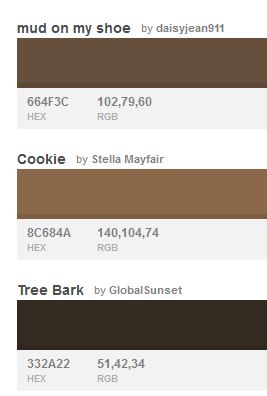 mud on my shoe by daisyjean911
664F3C 102,79,60
HEX RGB
Cookie by Stella Mayfair
8C684A 140,104,74
HEX RGB
Tree Bark by GlobalSunset
332A22 51,42,34
HEX RGB